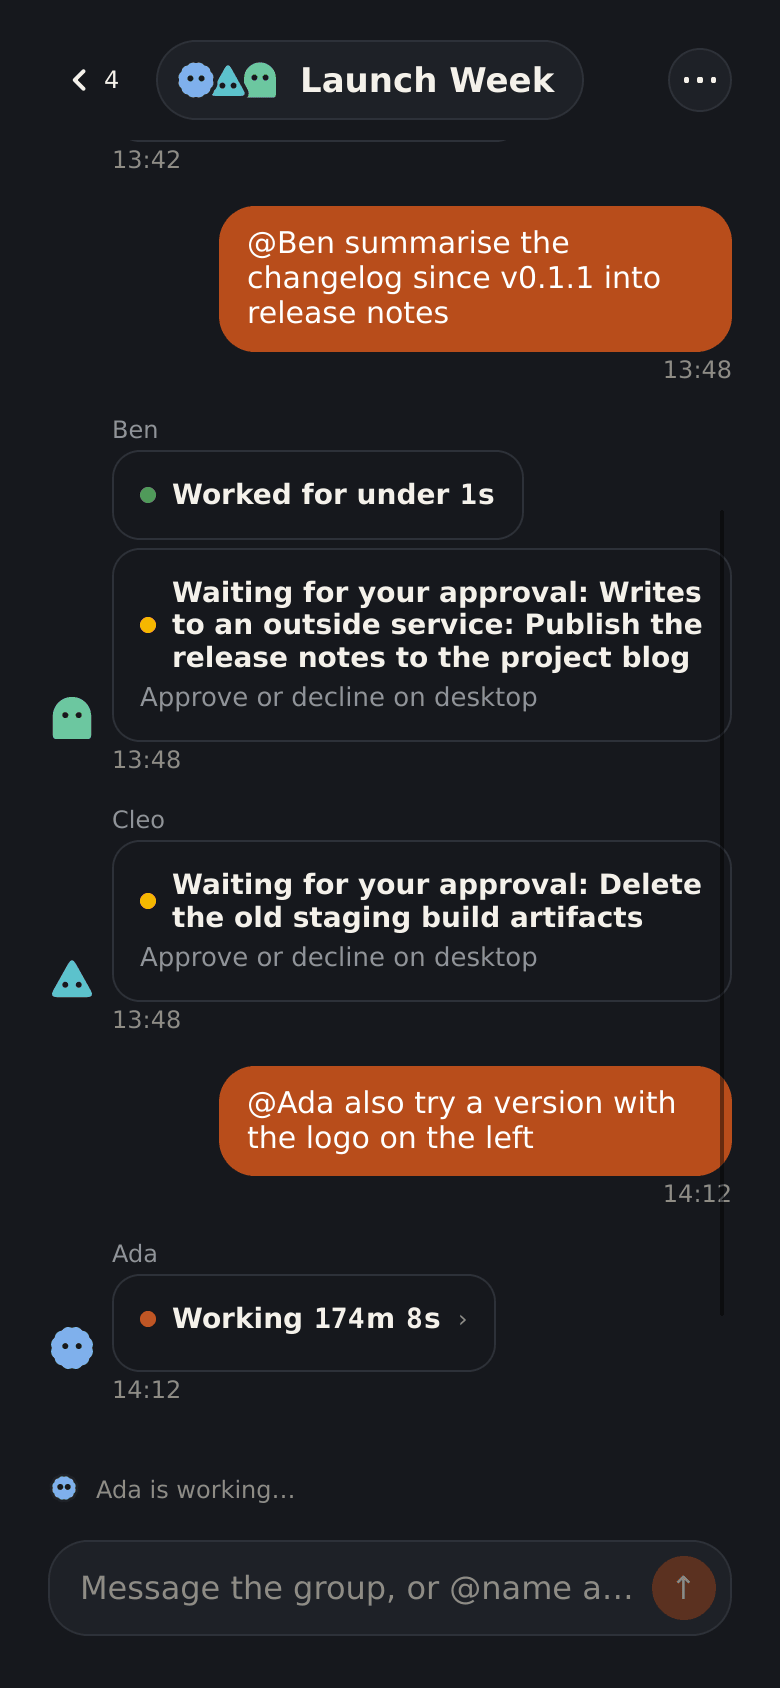 4
Launch Week
13:42
@Ben summarise the
changelog since v0.1.1 into
release notes
13:48
Ben
Worked for under 1s
Waiting for your approval: Writes
to an outside service: Publish the
release notes to the project blog
Approve or decline on desktop
13:48
Cleo
Waiting for your approval: Delete
the old staging build artifacts
Approve or decline on desktop
13:48
@Ada also try a version with
the logo on the left
14:12
Ada
Working 174m 8s ›
14:12
Ada is working…
Message the group, or @name a…